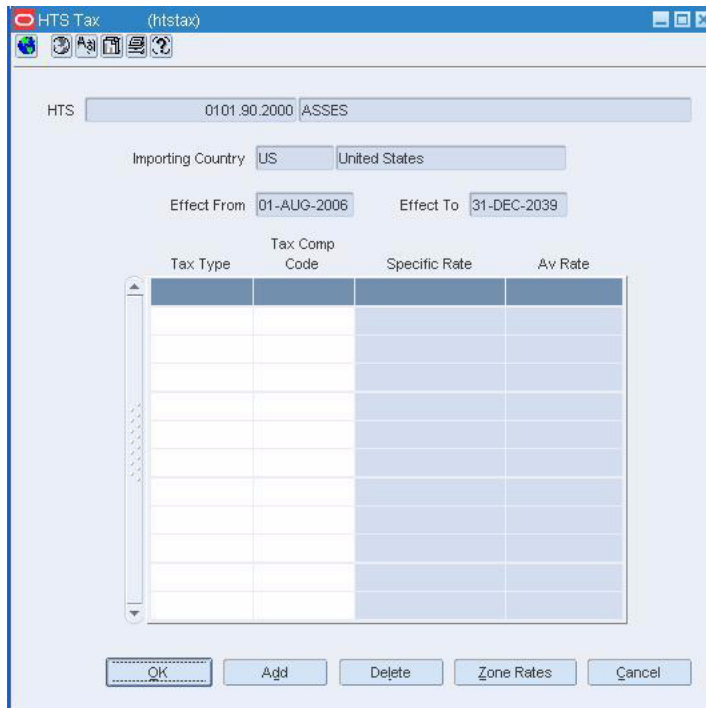 HTS Tax (htstax)
HTS 0101.90.2000 ASSES
Importing Country US United States
Effect From 01-AUG-2006 Effect To 31-DEC-2039
Tax Type Tax Comp Code Specific Rate Av Rate
OK Add Delete Zone Rates Cancel